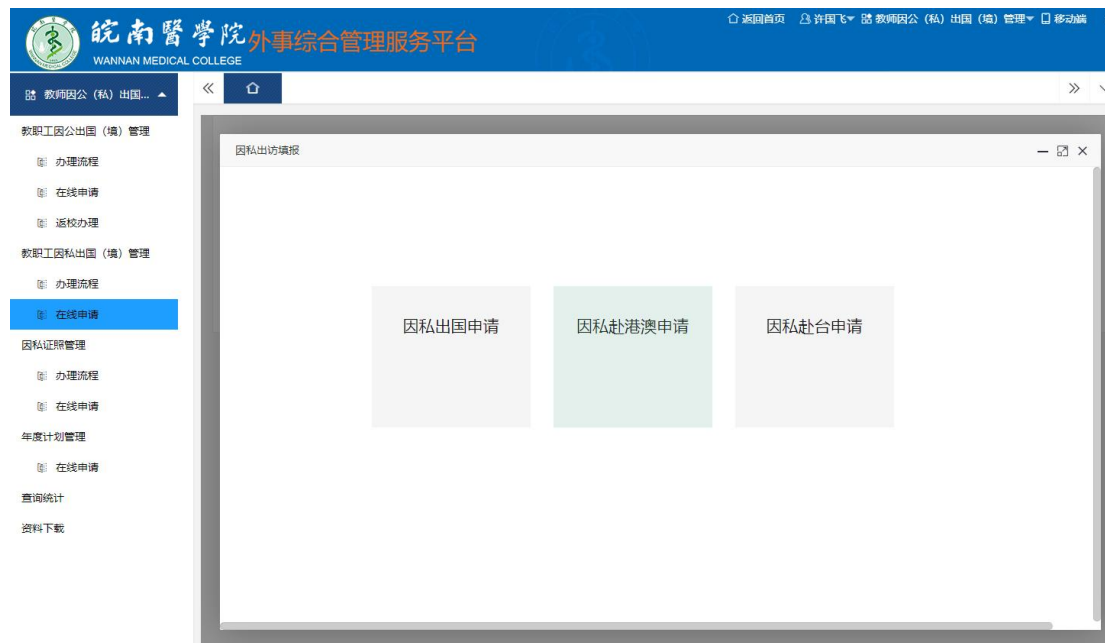 皖南醫學院
WANNAN MEDICAL COLLEGE
外事综合管理服务平台
返回首页 许国飞 教师因公（私）出国（境）管理 移动端
教师因公（私）出国...
教职工因公出国（境）管理
办理流程
在线申请
返校办理
教职工因私出国（境）管理
办理流程
在线申请
因私证照管理
办理流程
在线申请
年度计划管理
在线申请
查询统计
资料下载
因私出访填报
因私出国申请
因私赴港澳申请
因私赴台申请